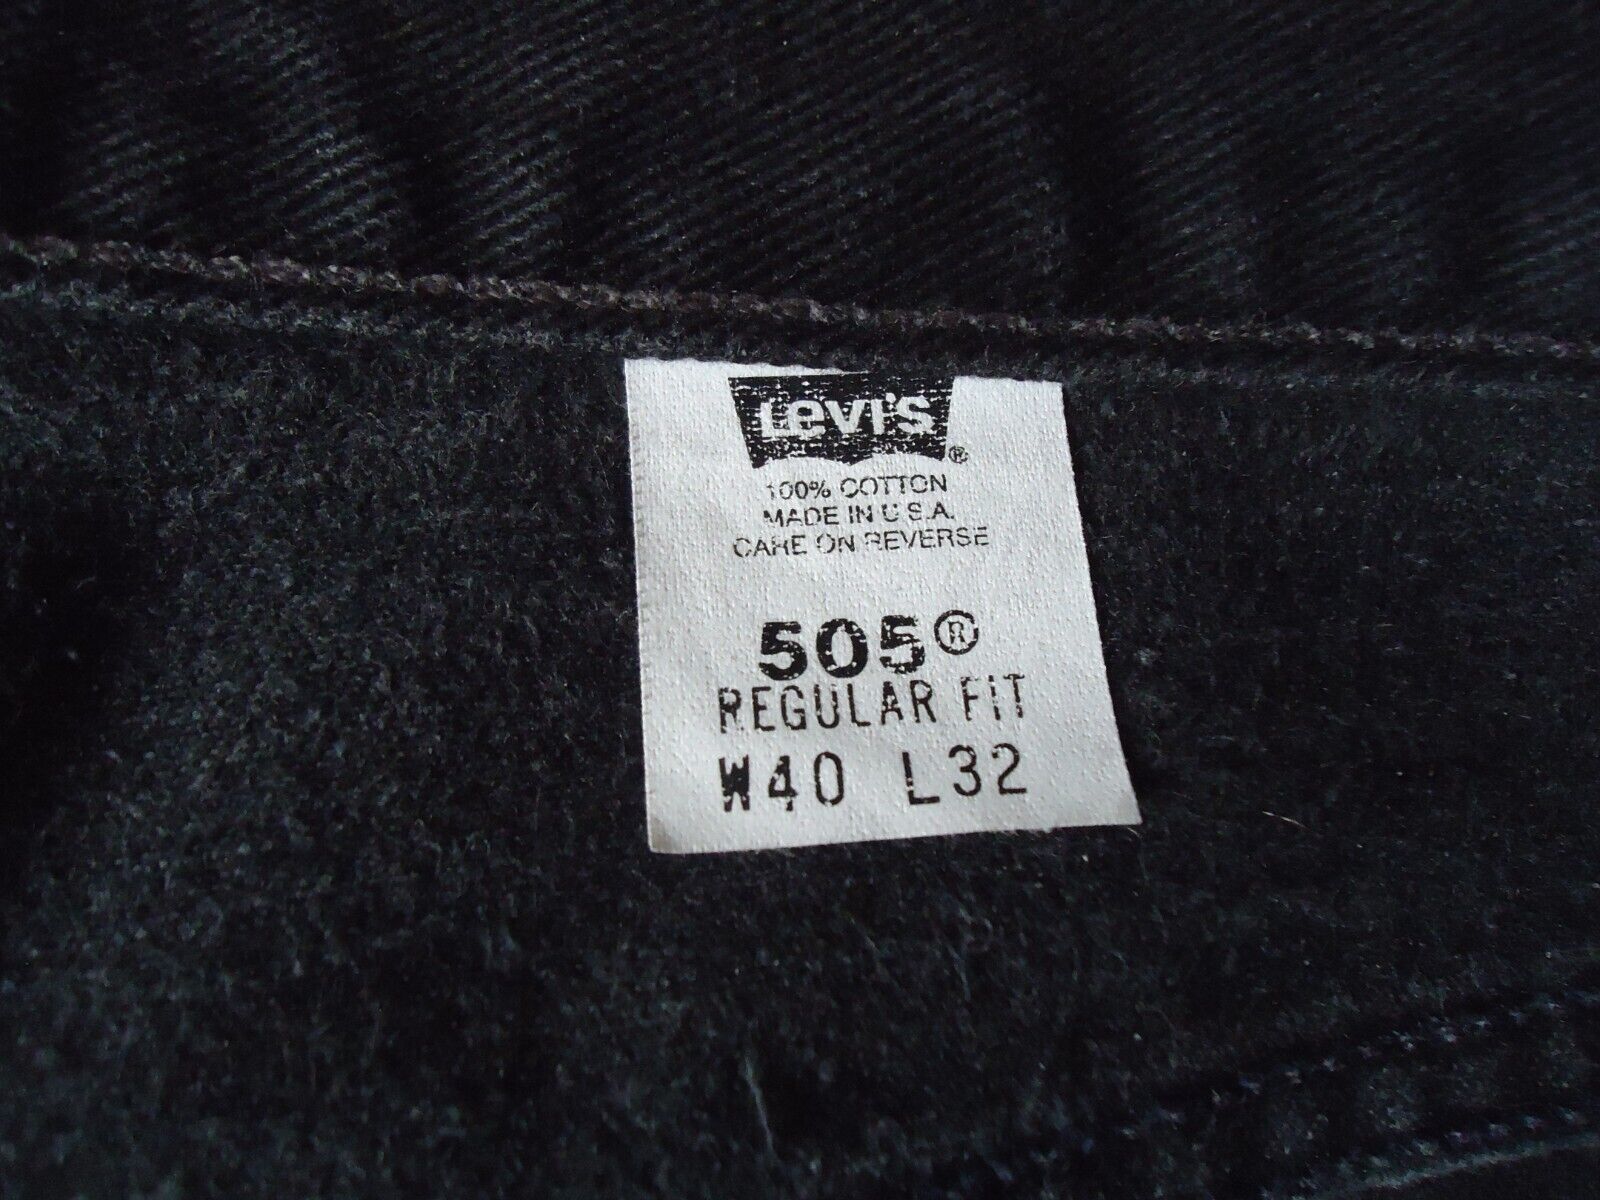 Levi's®
100% COTTON
MADE IN U.S.A.
CARE ON REVERSE
505®
REGULAR FIT
W40 L32